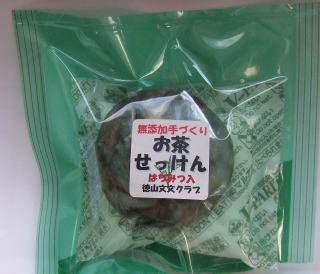 無添加手づくり
お茶
せっけん
はちみつ入
徳山文文クラブ